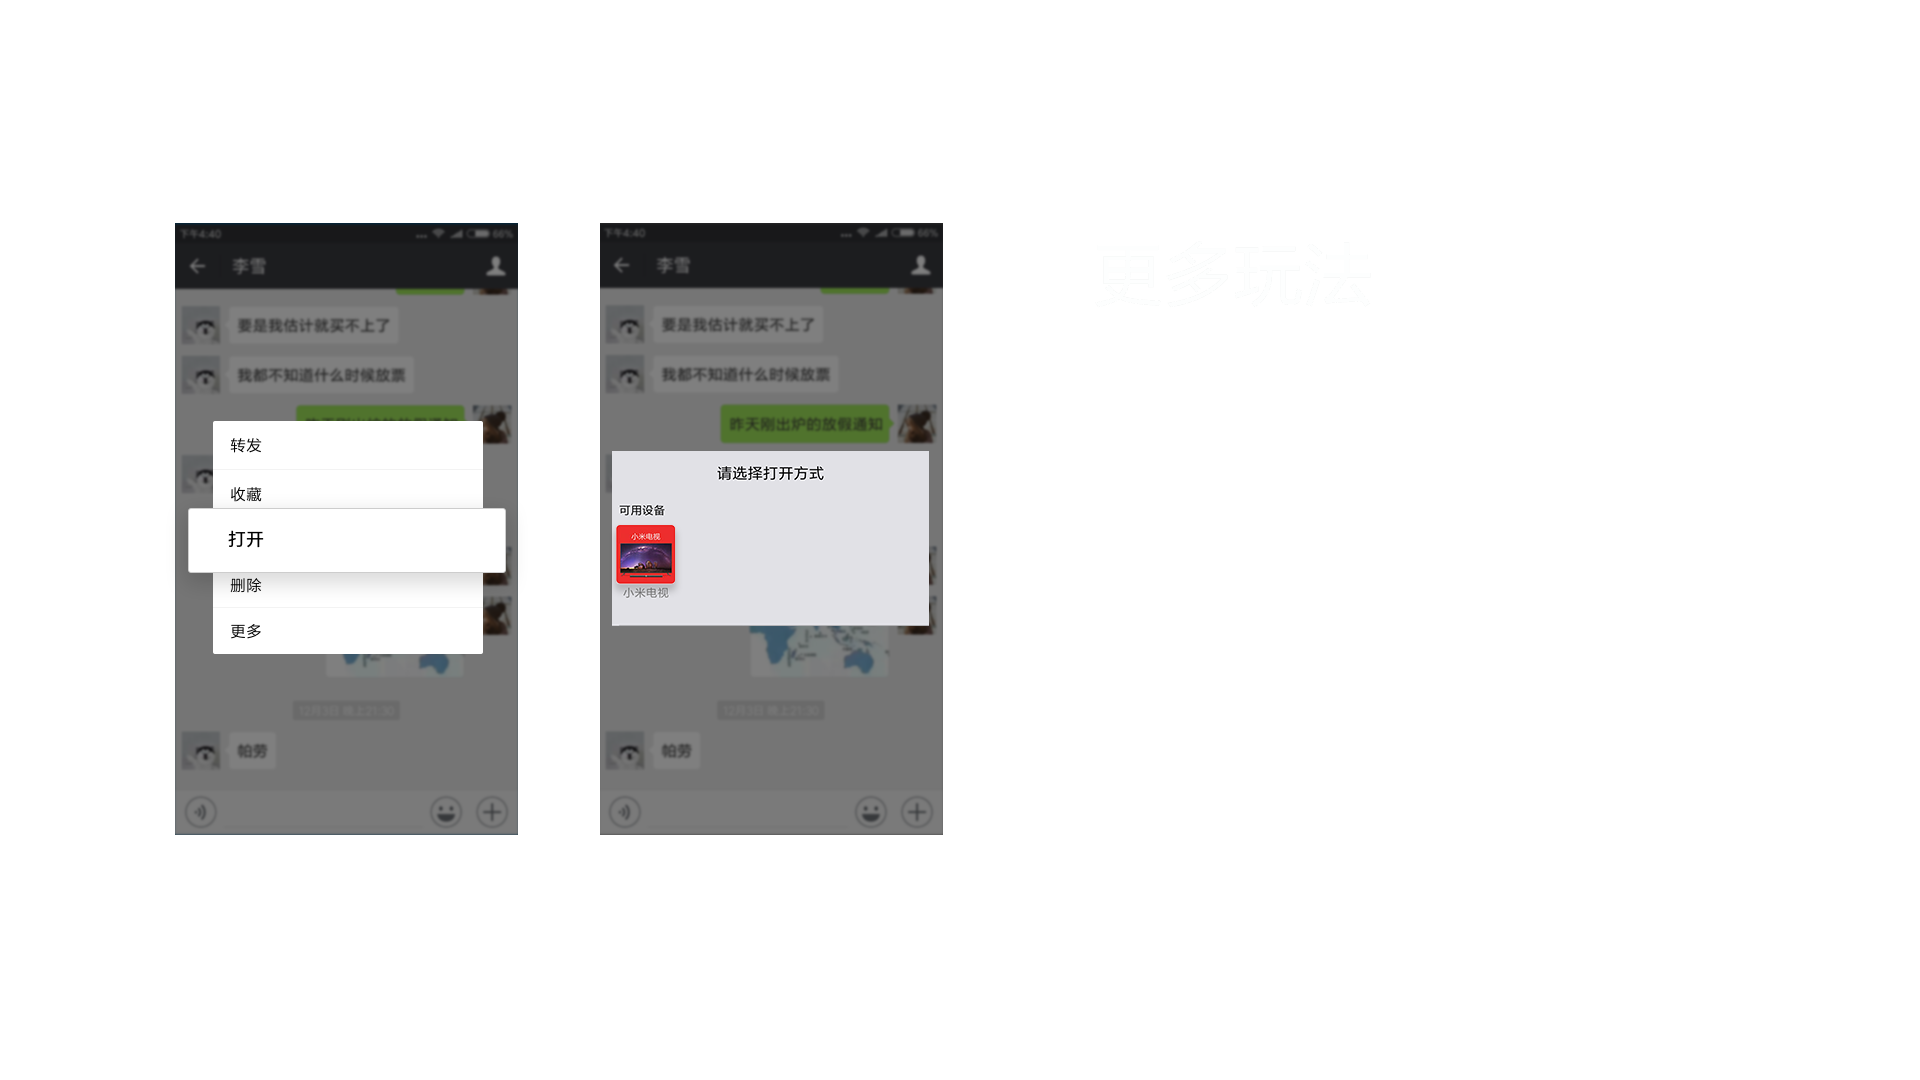 下午4:40
66%
李雪
要是我估计就买不上了
我都不知道什么时候放票
转发
收藏
打开
删除
更多
帕劳
下午4:40
66%
李雪
要是我估计就买不上了
我都不知道什么时候放票
昨天刚出炉的放假通知
请选择打开方式
可用设备
小米电视
小米电视
帕劳
更多玩法